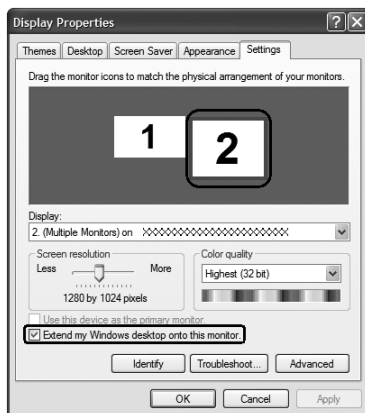 Display Properties
Themes Desktop Screen Saver Appearance Settings
Drag the monitor icons to match the physical arrangement of your monitors.
1 2
Display:
2. (Multiple Monitors) on XXXXXXXXXXXXXXXXXXXXX
Screen resolution
Less More
1280 by 1024 pixels
Color quality
Highest (32 bit)
Use this device as the primary monitor.
Extend my Windows desktop onto this monitor.
Identify Troubleshoot... Advanced
OK Cancel Apply